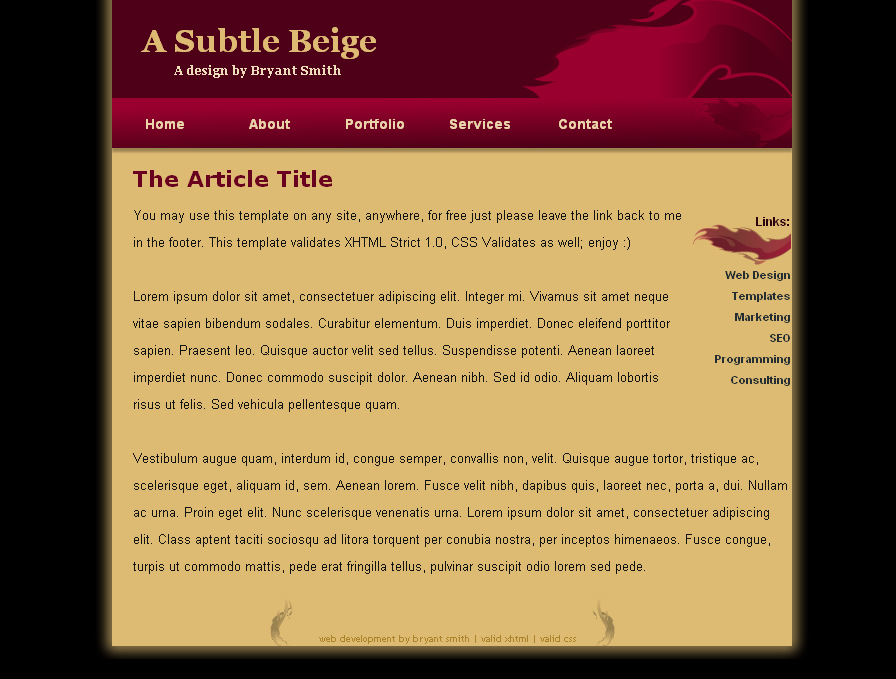 A Subtle Beige
A design by Bryant Smith
Home About Portfolio Services Contact
The Article Title
You may use this template on any site, anywhere, for free just please leave the link back to me
in the footer. This template validates XHTML Strict 1.0, CSS Validates as well; enjoy :)
Lorem ipsum dolor sit amet, consectetuer adipiscing elit. Integer mi. Vivamus sit amet neque
vitae sapien bibendum sodales. Curabitur elementum. Duis imperdiet. Donec eleifend porttitor
sapien. Praesent leo. Quisque auctor velit sed tellus. Suspendisse potenti. Aenean laoreet
imperdiet nunc. Donec commodo suscipit dolor. Aenean nibh. Sed id odio. Aliquam lobortis
risus ut felis. Sed vehicula pellentesque quam.
Links:
Web Design
Templates
Marketing
SEO
Programming
Consulting
Vestibulum augue quam, interdum id, congue semper, convallis non, velit. Quisque augue tortor, tristique ac,
scelerisque eget, aliquam id, sem. Aenean lorem. Fusce velit nibh, dapibus quis, laoreet nec, porta a, dui. Nullam
ac urna. Proin eget elit. Nunc scelerisque venenatis urna. Lorem ipsum dolor sit amet, consectetuer adipiscing
elit. Class aptent taciti sociosqu ad litora torquent per conubia nostra, per inceptos himenaeos. Fusce congue,
turpis ut commodo mattis, pede erat fringilla tellus, pulvinar suscipit odio lorem sed pede.
web development by bryant smith | valid xhtml | valid css